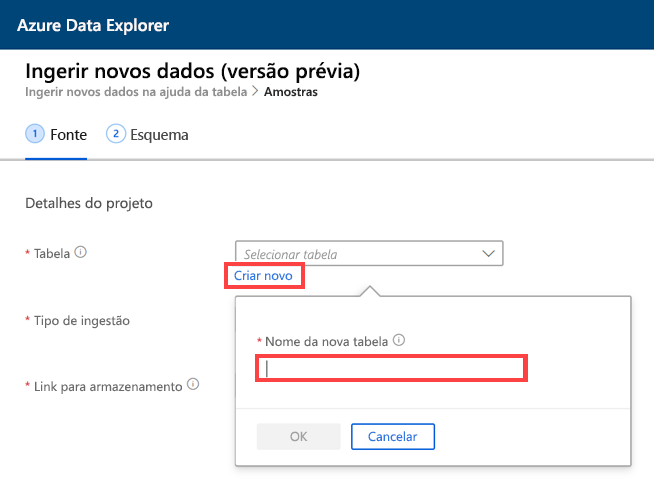 Azure Data Explorer
Ingerir novos dados (versão prévia)
Ingerir novos dados na ajuda da tabela > Amostras
1 Fonte 2 Esquema
Detalhes do projeto
* Tabela
Selecionar tabela
Criar novo
* Tipo de ingestão
* Nome da nova tabela
* Link para armazenamento
OK Cancelar